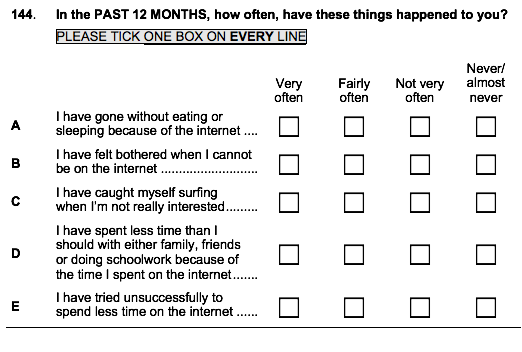 144. In the PAST 12 MONTHS, how often, have these things happened to you?
PLEASE TICK ONE BOX ON EVERY LINE
Very often Fairly often Not very often Never/ almost never
A I have gone without eating or
sleeping because of the internet ....
B I have felt bothered when I cannot
be on the internet ...........................
C I have caught myself surfing
when I'm not really interested.........
D I have spent less time than I
should with either family, friends
or doing schoolwork because of
the time I spent on the internet.......
E I have tried unsuccessfully to
spend less time on the internet ......